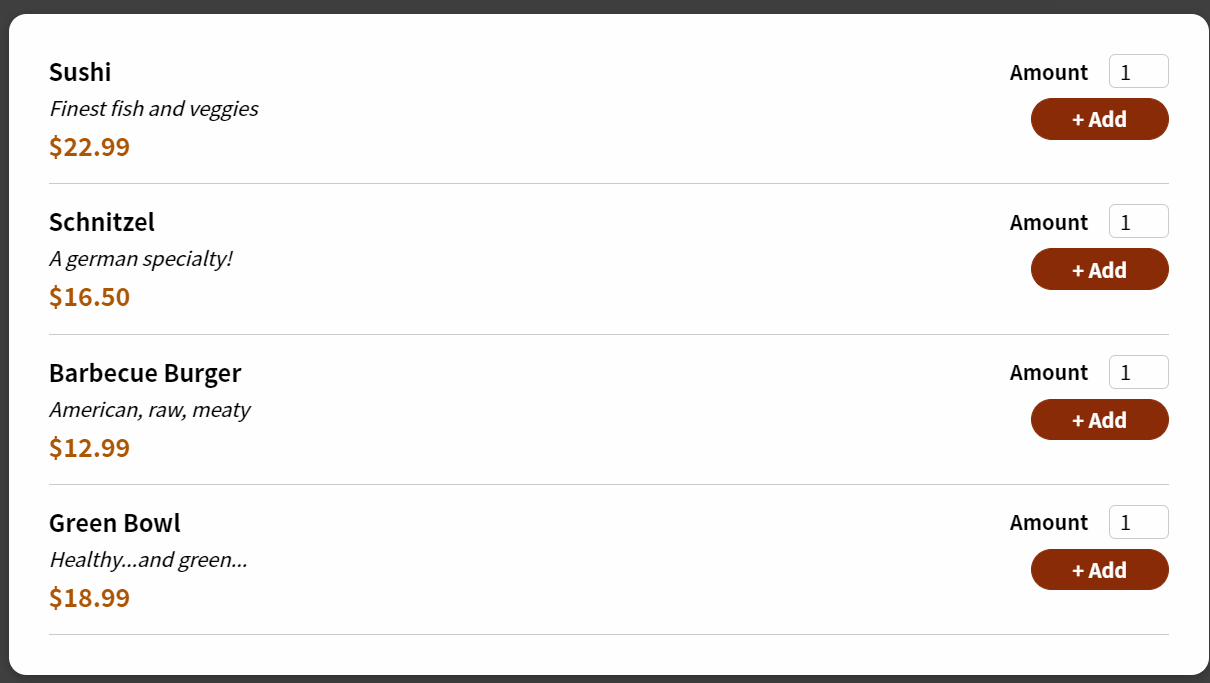 Sushi
Amount 1
Finest fish and veggies
+ Add
$22.99
Schnitzel
Amount 1
A german specialty!
+ Add
$16.50
Barbecue Burger
Amount 1
American, raw, meaty
+ Add
$12.99
Green Bowl
Amount 1
Healthy...and green...
+ Add
$18.99